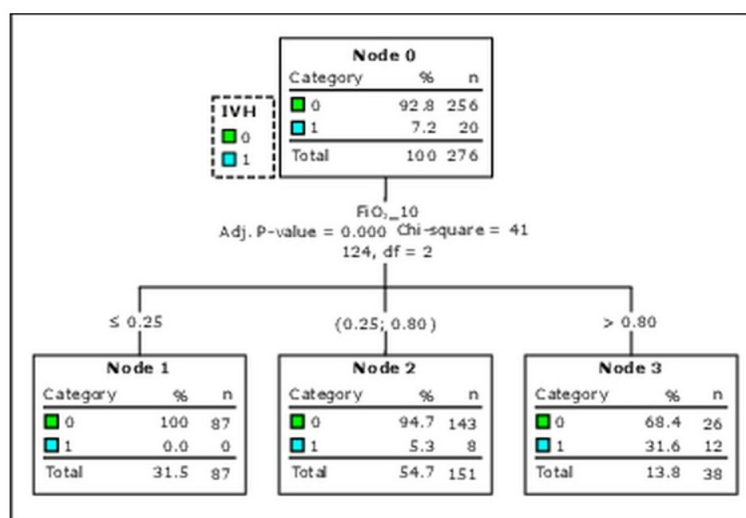 Node 0
Category % n
0 92.8 256
1 7.2 20
Total 100 276
IVH
0
1
FiO₂_10
Adj. P-value = 0.000 Chi-square = 41
124, df = 2
≤ 0.25
(0.25; 0.80)
> 0.80
Node 1
Category % n
0 100 87
1 0.0 0
Total 31.5 87
Node 2
Category % n
0 94.7 143
1 5.3 8
Total 54.7 151
Node 3
Category % n
0 68.4 26
1 31.6 12
Total 13.8 38